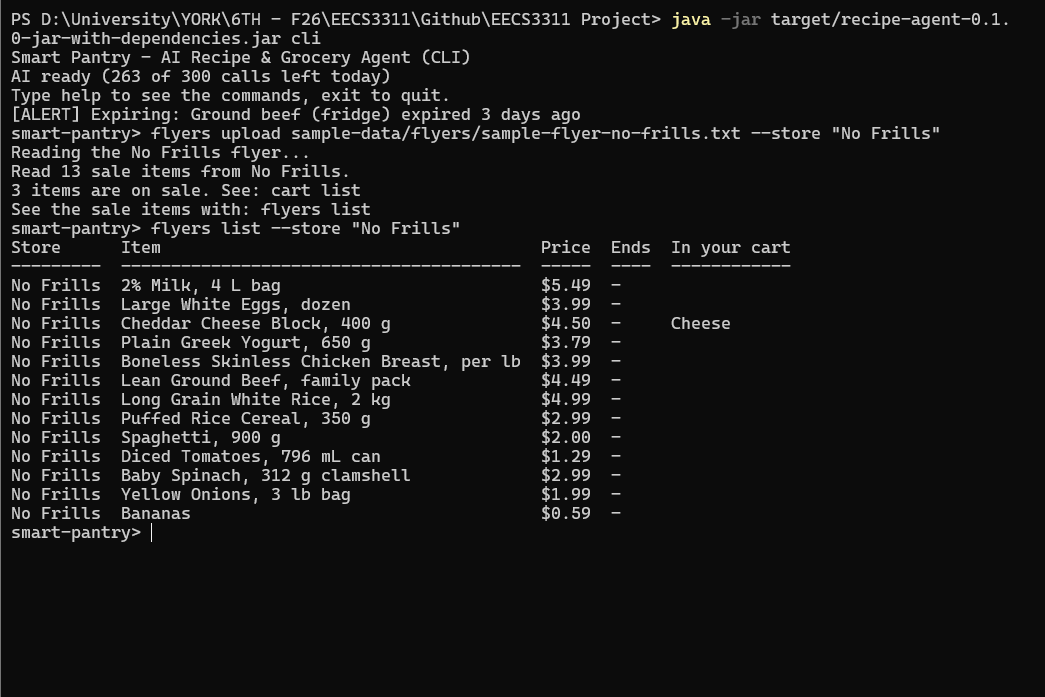 PS D:\University\YORK\6TH - F26\EECS3311\Github\EECS3311 Project> java -jar target/recipe-agent-0.1.
0-jar-with-dependencies.jar cli
Smart Pantry - AI Recipe & Grocery Agent (CLI)
AI ready (263 of 300 calls left today)
Type help to see the commands, exit to quit.
[ALERT] Expiring: Ground beef (fridge) expired 3 days ago
smart-pantry> flyers upload sample-data/flyers/sample-flyer-no-frills.txt --store "No Frills"
Reading the No Frills flyer...
Read 13 sale items from No Frills.
3 items are on sale. See: cart list
See the sale items with: flyers list
smart-pantry> flyers list --store "No Frills"
Store      Item                                      Price  Ends  In your cart
---------  ----------------------------------------  -----  ----  ------------
No Frills  2% Milk, 4 L bag                          $5.49  -
No Frills  Large White Eggs, dozen                   $3.99  -
No Frills  Cheddar Cheese Block, 400 g               $4.50  -     Cheese
No Frills  Plain Greek Yogurt, 650 g                 $3.79  -
No Frills  Boneless Skinless Chicken Breast, per lb  $3.99  -
No Frills  Lean Ground Beef, family pack             $4.49  -
No Frills  Long Grain White Rice, 2 kg               $4.99  -
No Frills  Puffed Rice Cereal, 350 g                 $2.99  -
No Frills  Spaghetti, 900 g                          $2.00  -
No Frills  Diced Tomatoes, 796 mL can                $1.29  -
No Frills  Baby Spinach, 312 g clamshell             $2.99  -
No Frills  Yellow Onions, 3 lb bag                   $1.99  -
No Frills  Bananas                                   $0.59  -
smart-pantry>